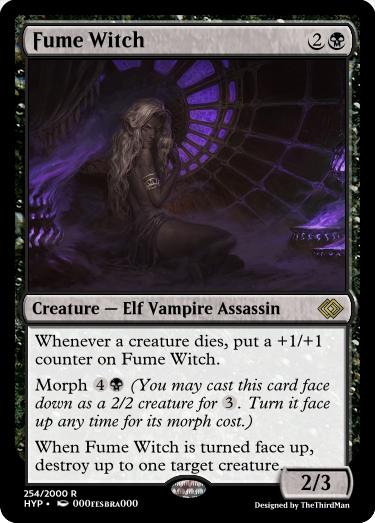 Fume Witch 2
Creature — Elf Vampire Assassin
Whenever a creature dies, put a +1/+1
counter on Fume Witch.
Morph 4 (You may cast this card face
down as a 2/2 creature for 3. Turn it face
up any time for its morph cost.)
When Fume Witch is turned face up,
destroy up to one target creature.
2/3
254/2000 R
HYP • 000FESBRA000
Designed by TheThirdMan